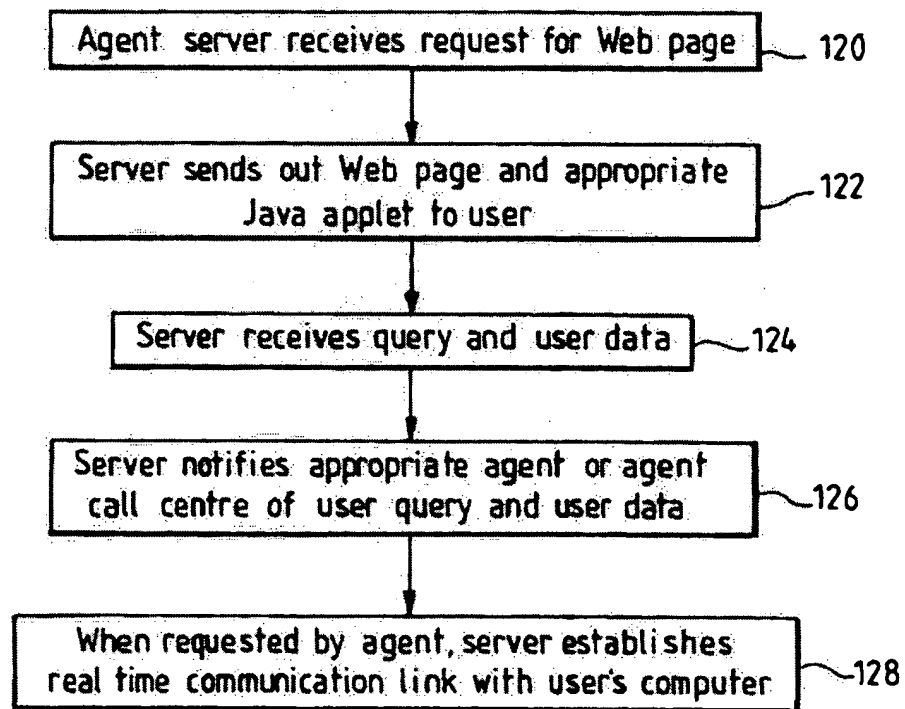 Agent server receives request for Web page
120
Server sends out Web page and appropriate
Java applet to user
122
Server receives query and user data
124
Server notifies appropriate agent or agent
call centre of user query and user data
126
When requested by agent, server establishes
real time communication link with user's computer
128